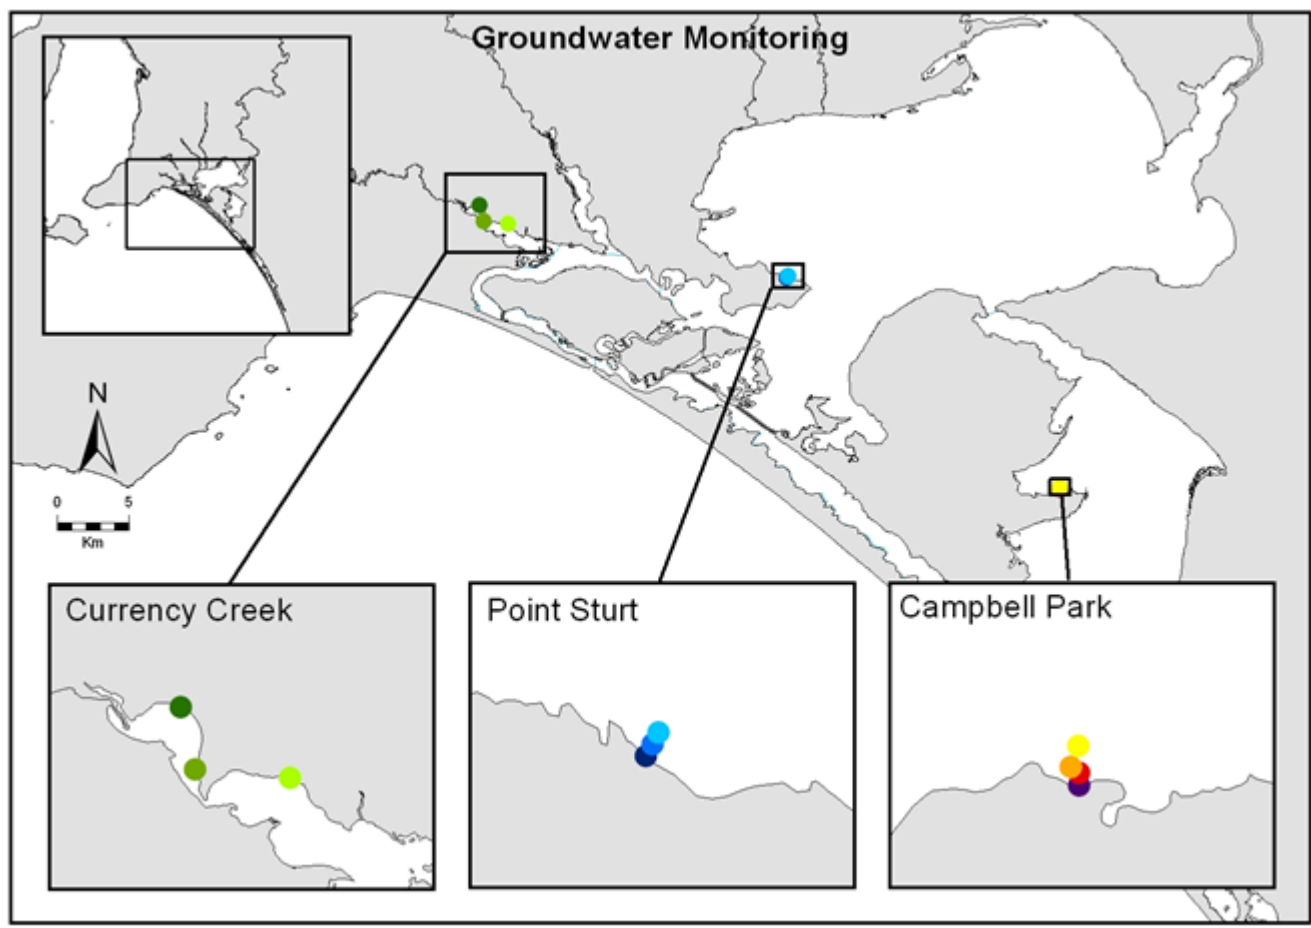 Groundwater Monitoring
N
0 5
Km
Currency Creek
Point Sturt
Campbell Park